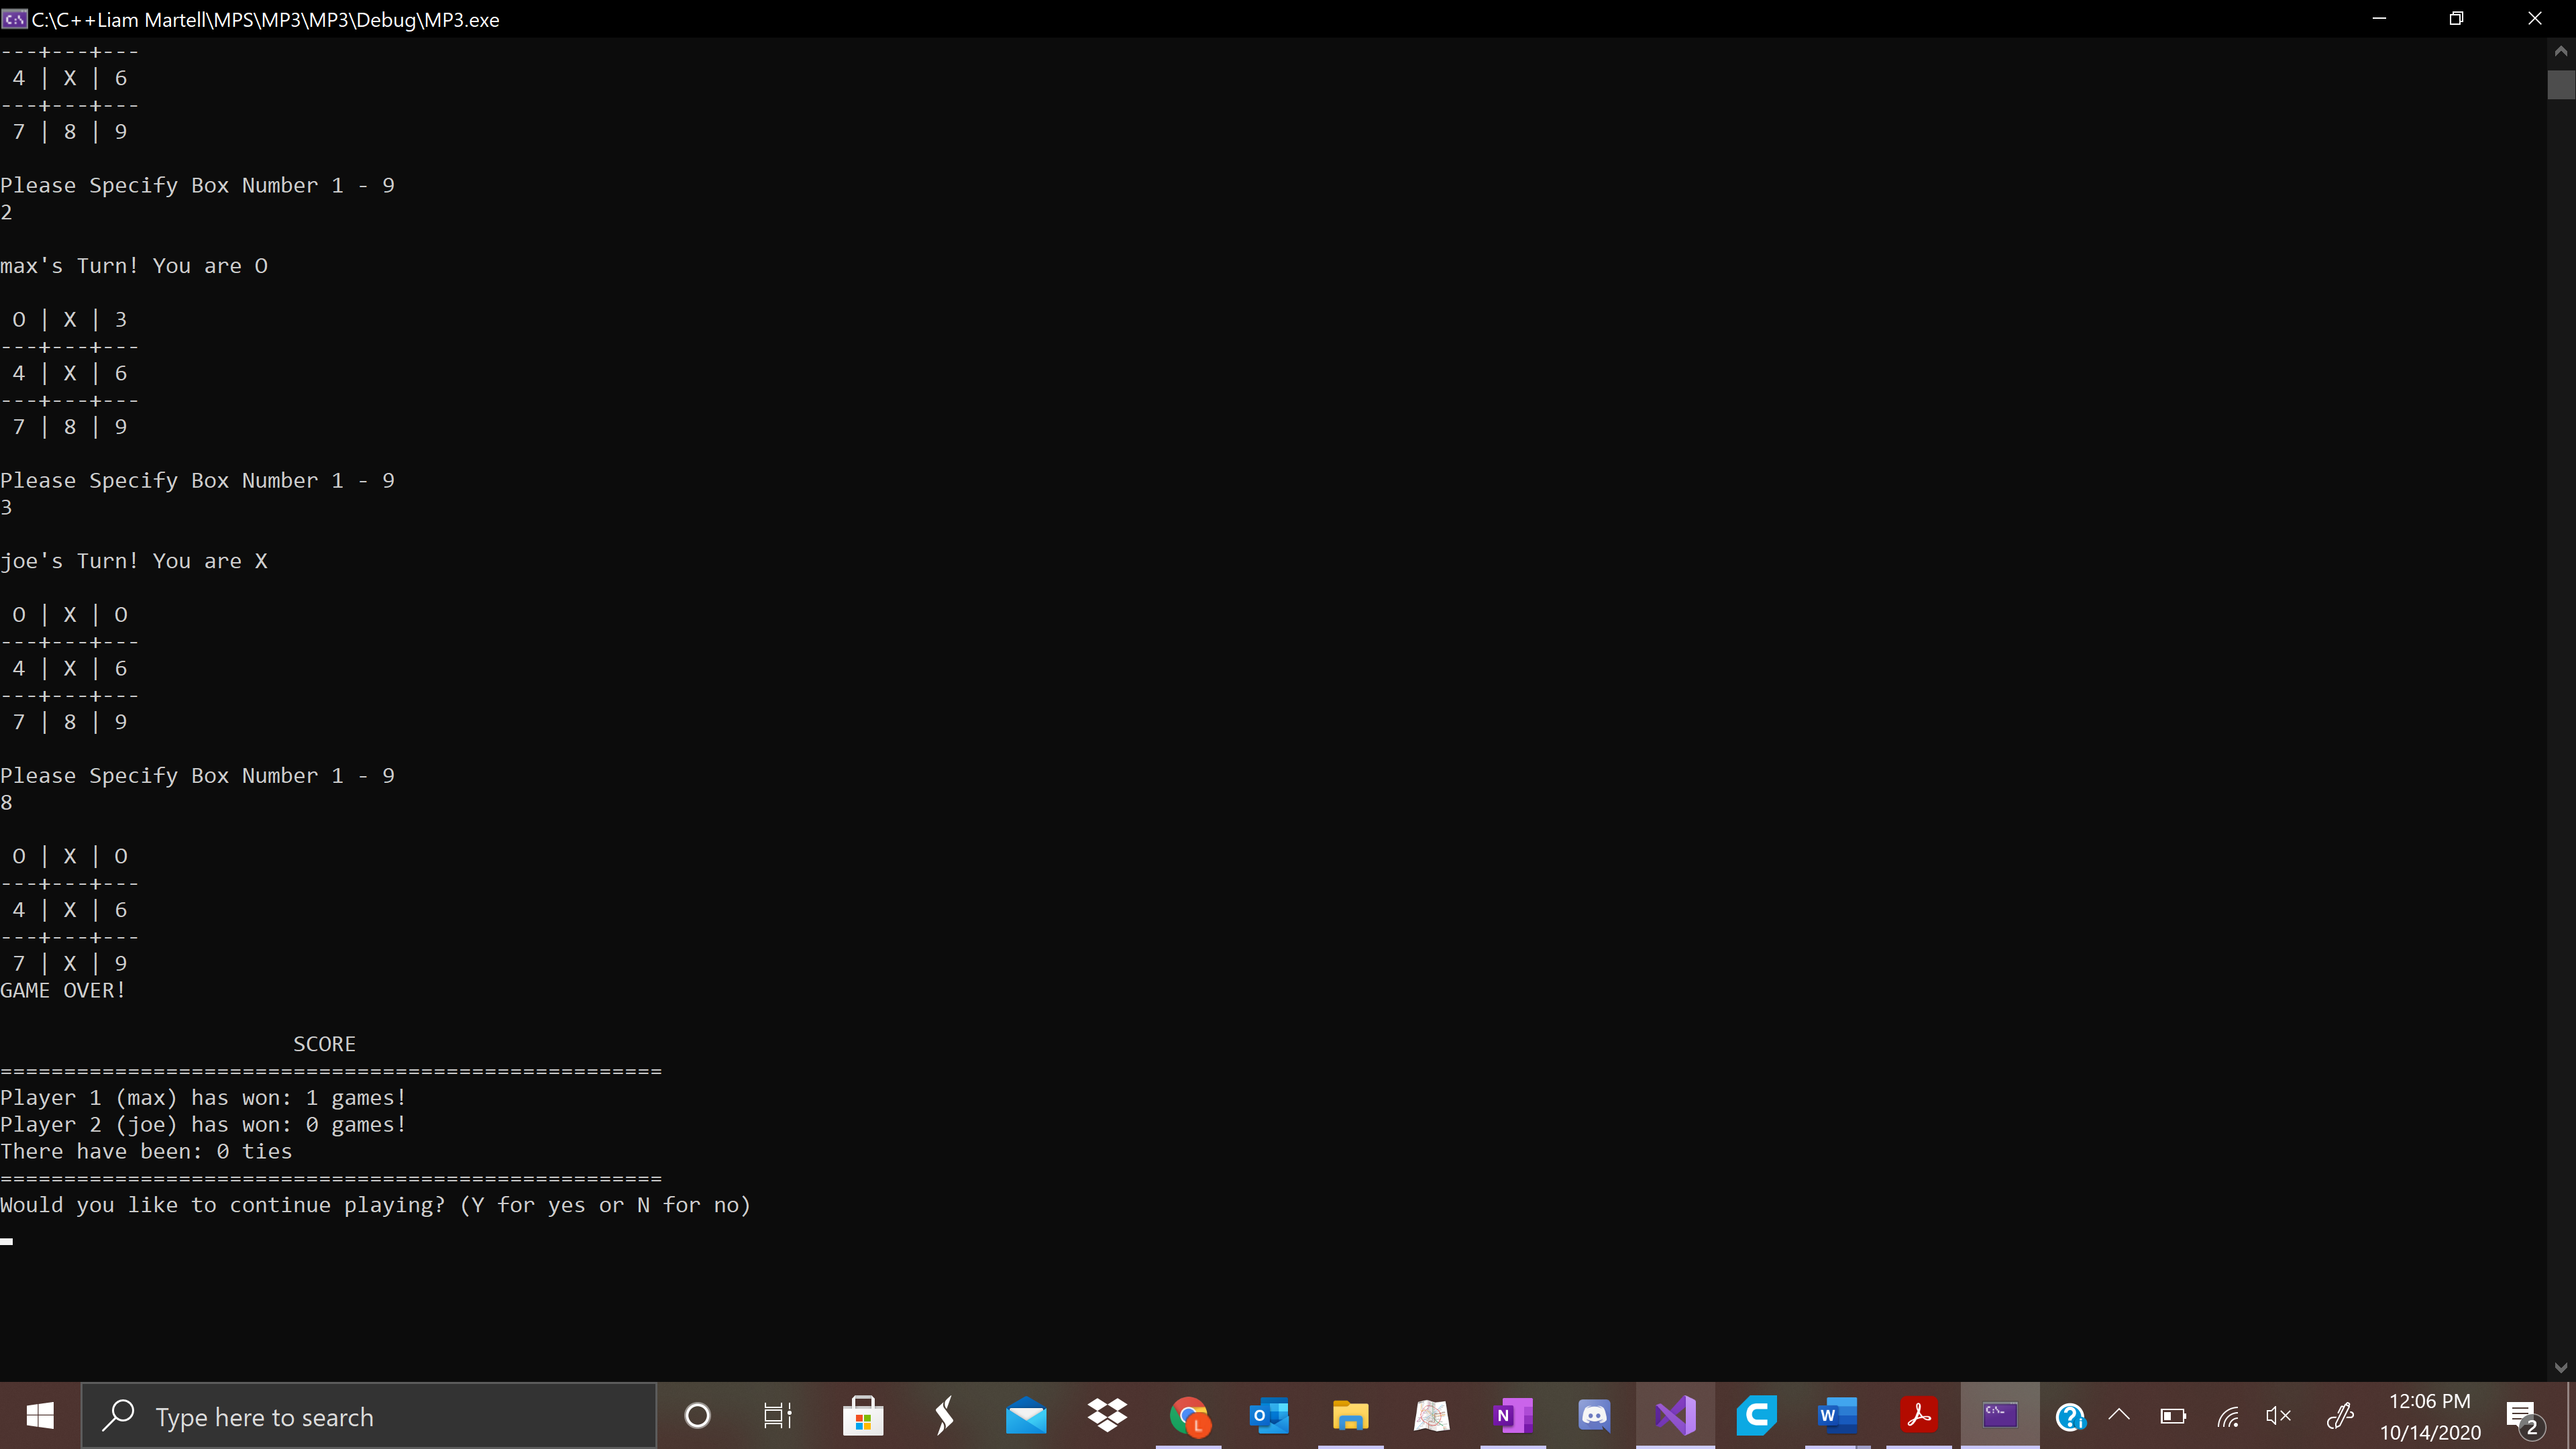 C:\C++Liam Martell\MPS\MP3\MP3\Debug\MP3.exe
---+---+---
 4 | X | 6
---+---+---
 7 | 8 | 9
Please Specify Box Number 1 - 9
2
max's Turn! You are O
 O | X | 3
---+---+---
 4 | X | 6
---+---+---
 7 | 8 | 9
Please Specify Box Number 1 - 9
3
joe's Turn! You are X
 O | X | O
---+---+---
 4 | X | 6
---+---+---
 7 | 8 | 9
Please Specify Box Number 1 - 9
8
 O | X | O
---+---+---
 4 | X | 6
---+---+---
 7 | X | 9
GAME OVER!
SCORE
====================================================
Player 1 (max) has won: 1 games!
Player 2 (joe) has won: 0 games!
There have been: 0 ties
====================================================
Would you like to continue playing? (Y for yes or N for no)
Type here to search
12:06 PM
10/14/2020
2